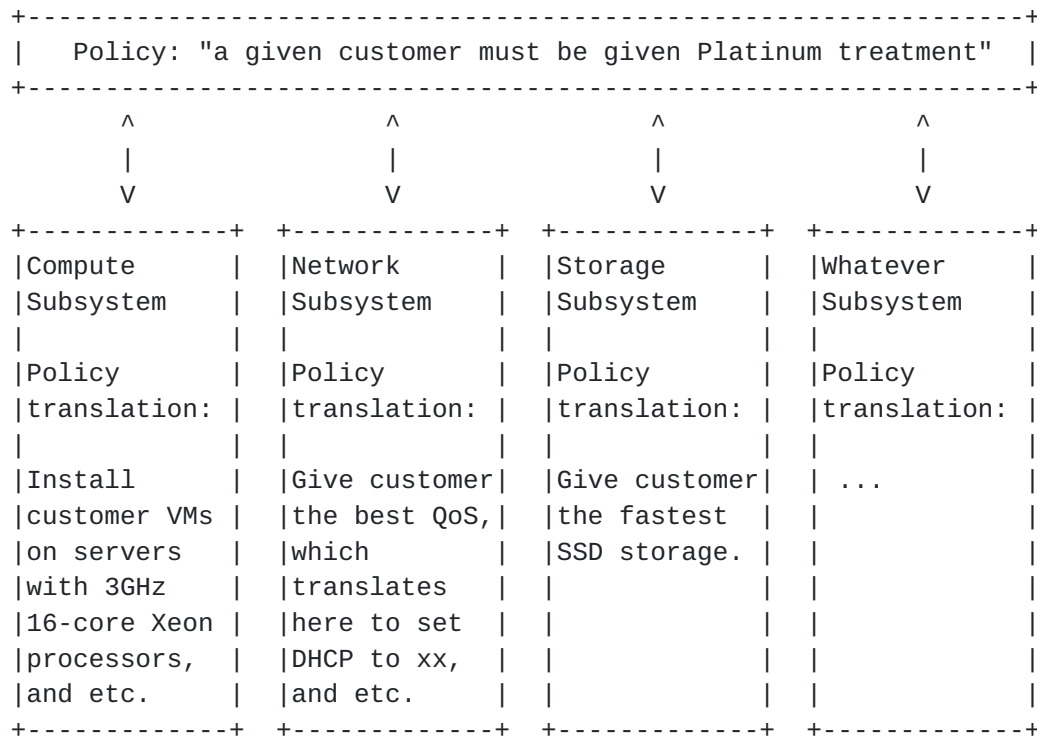 Policy: "a given customer must be given Platinum treatment"
Compute
Subsystem
Policy
translation:
Install
customer VMs
on servers
with 3GHz
16-core Xeon
processors,
and etc.
Network
Subsystem
Policy
translation:
Give customer
the best QoS,
which
translates
here to set
DHCP to xx,
and etc.
Storage
Subsystem
Policy
translation:
Give customer
the fastest
SSD storage.
Whatever
Subsystem
Policy
translation:
...